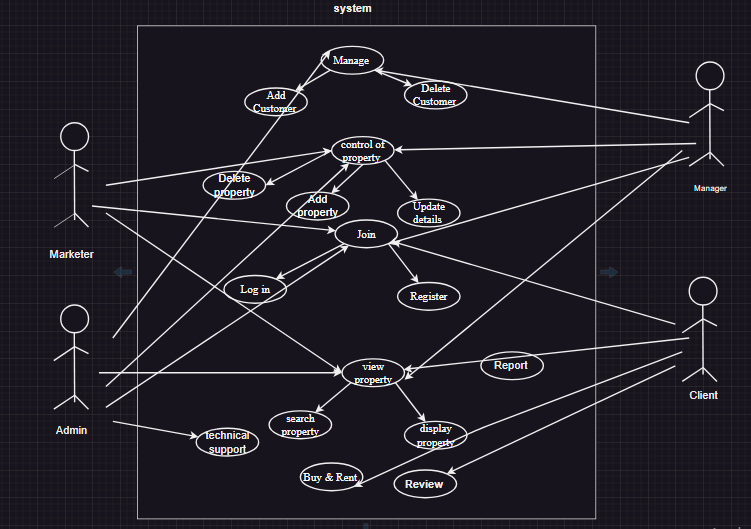 system
Manage
Add
Customer
Delete
Customer
control of
property
Delete
property
Add
property
Update
details
Manager
Join
Marketer
Log in
Register
view
property
Report
Client
search
property
display
property
Admin
technical
support
Buy & Rent
Review